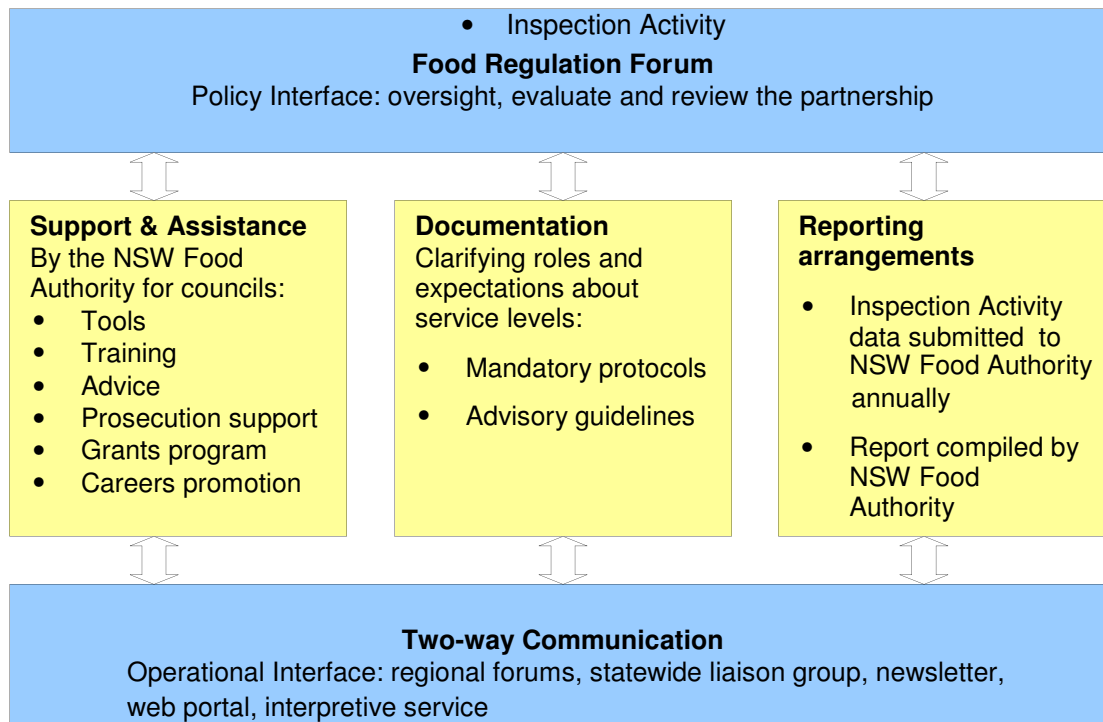 • Inspection Activity
Food Regulation Forum
Policy Interface: oversight, evaluate and review the partnership
Support & Assistance
By the NSW Food
Authority for councils:
• Tools
• Training
• Advice
• Prosecution support
• Grants program
• Careers promotion
Documentation
Clarifying roles and
expectations about
service levels:
• Mandatory protocols
• Advisory guidelines
Reporting
arrangements
• Inspection Activity
data submitted to
NSW Food Authority
annually
• Report compiled by
NSW Food
Authority
Two-way Communication
Operational Interface: regional forums, statewide liaison group, newsletter,
web portal, interpretive service